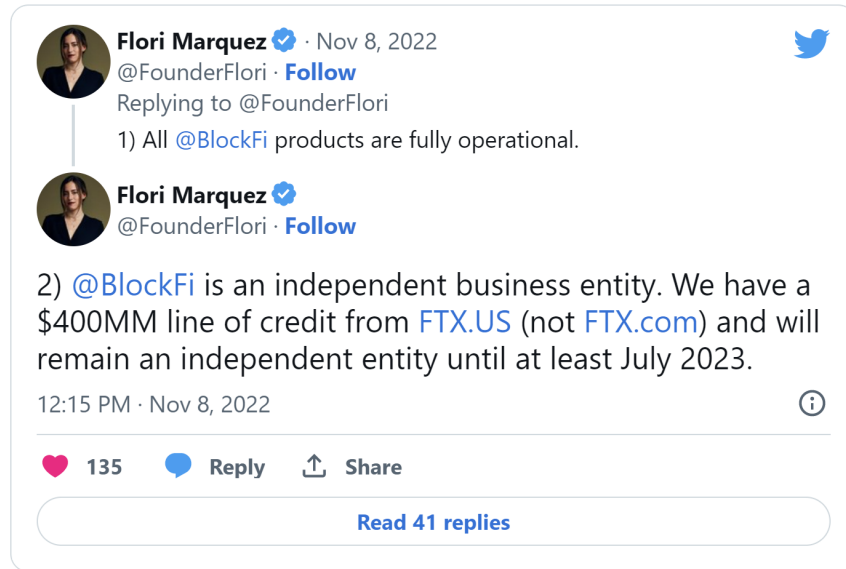 Flori Marquez · Nov 8, 2022
@FounderFlori · Follow
Replying to @FounderFlori
1) All @BlockFi products are fully operational.
Flori Marquez
@FounderFlori · Follow
2) @BlockFi is an independent business entity. We have a
$400MM line of credit from FTX.US (not FTX.com) and will
remain an independent entity until at least July 2023.
12:15 PM · Nov 8, 2022
135 Reply Share
Read 41 replies